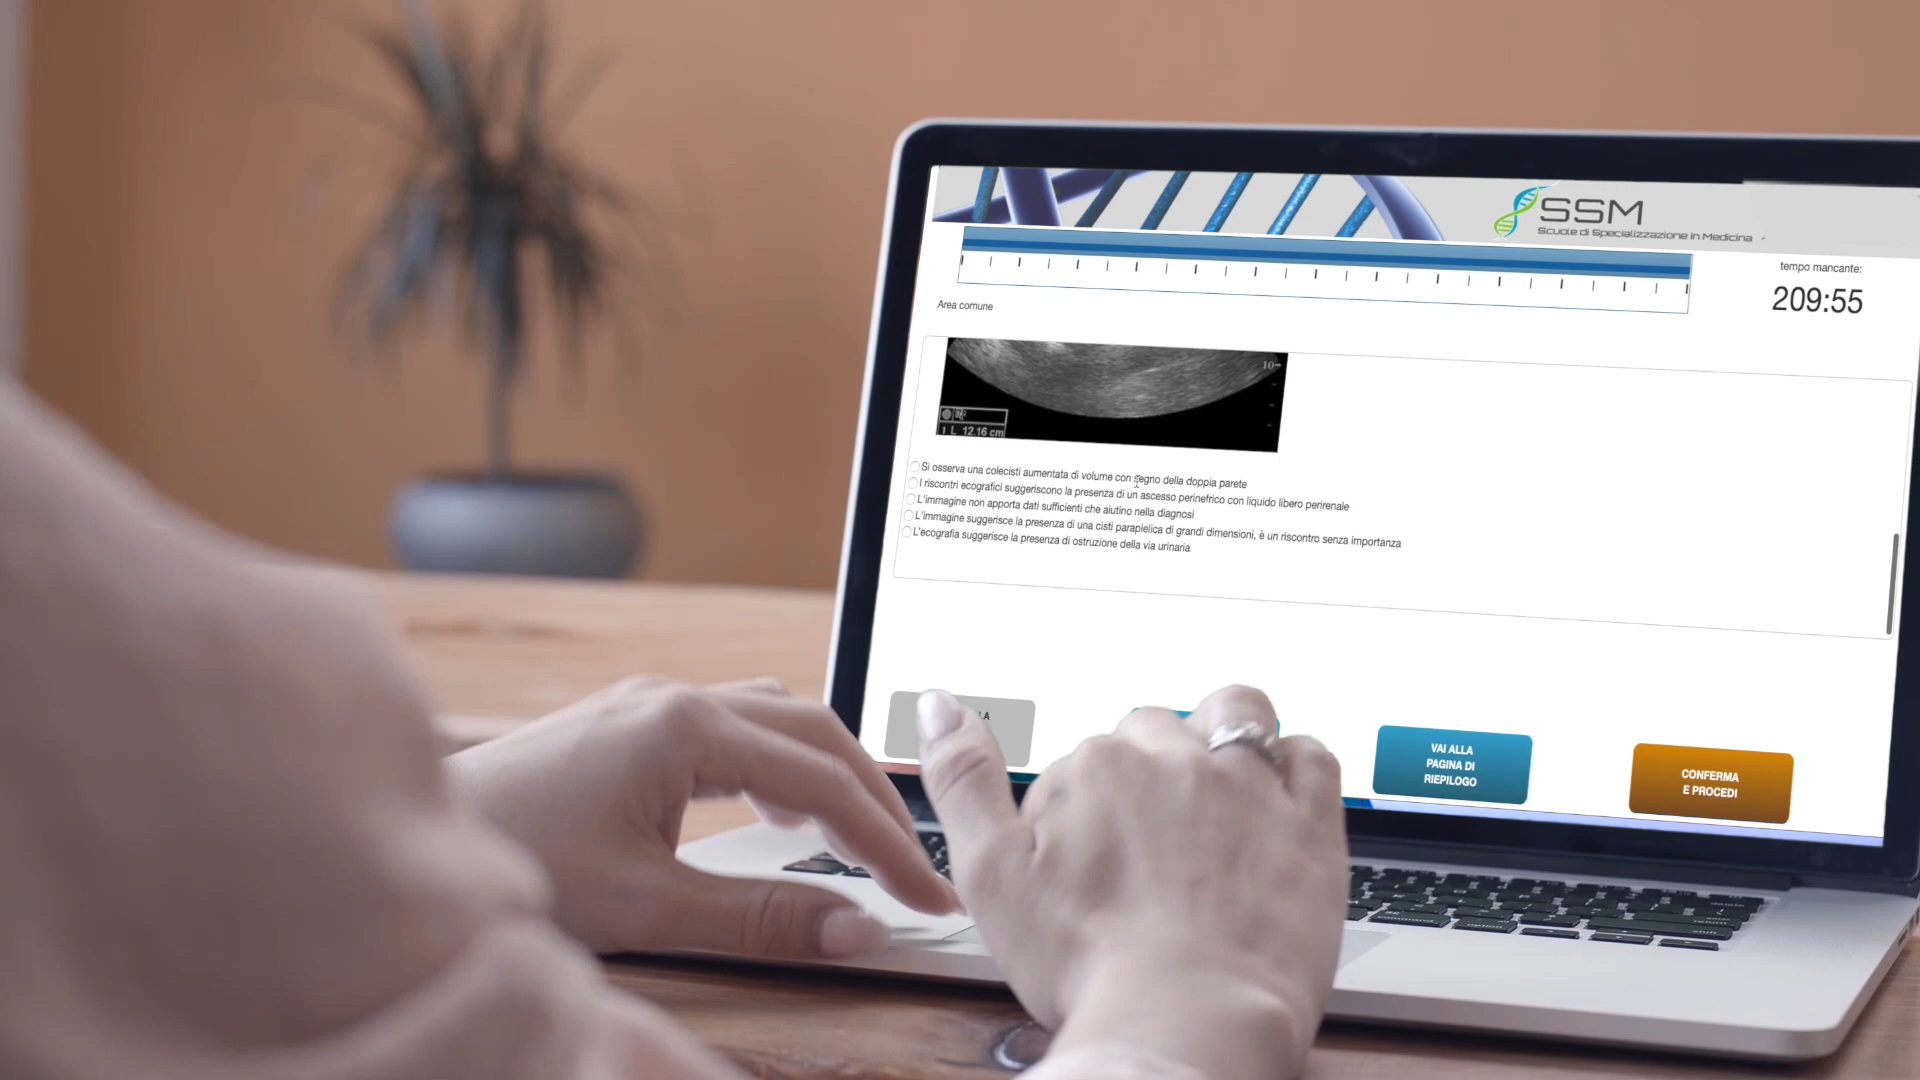 SSM
Scuole di Specializzazione in Medicina
tempo mancante:
209:55
Area comune
10
1 L 12.16 cm
Si osserva una colecisti aumentata di volume con segno della doppia parete
I riscontri ecografici suggeriscono la presenza di un ascesso perinefrico con liquido libero perirenale
L'immagine non apporta dati sufficienti che aiutino nella diagnosi
L'immagine suggerisce la presenza di una cisti parapielica di grandi dimensioni, è un riscontro senza importanza
L'ecografia suggerisce la presenza di ostruzione della via urinaria
LA
VAI ALLA
PAGINA DI
RIEPILOGO
CONFERMA
E PROCEDI